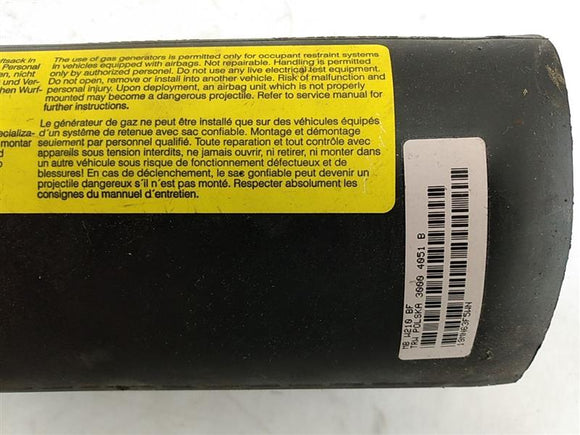 ftsack In
Personal
en, nicht
und Ver-
hen Wurf-
The use of gas generators is permitted only for occupant restraint systems
in vehicles equipped with airbags. Not repairable. Handling is permitted
only by authorized personel. Do not use any live electrical test equipment.
Do not open, remove or install into another vehicle. Risk of malfunction and
personal injury. Upon deployment, an airbag unit which is not properly
mounted may become a dangerous projectile. Refer to service manual for
further instructions.
ecializa-
montar
Le générateur de gaz ne peut être installé que sur des véhicules équipés
d´un système de retenue avec sac confiable. Montage et démontage
seulement par personnel qualifié. Toute reparation et tout contrôle avec
appareils sous tension interdits, ne jamais ouvrir, ni retirer, ni monter dans
un autre véhicule sous risque de fonctionnement défectueux et de
blessures! En cas de déclenchement, le sac gonflable peut devenir un
projectile dangereux s´il n´est pas monté. Respecter absolument les
consignes du manuel d´entretien.
MB W210 BF
TRW POLSKA 3000 4051 B